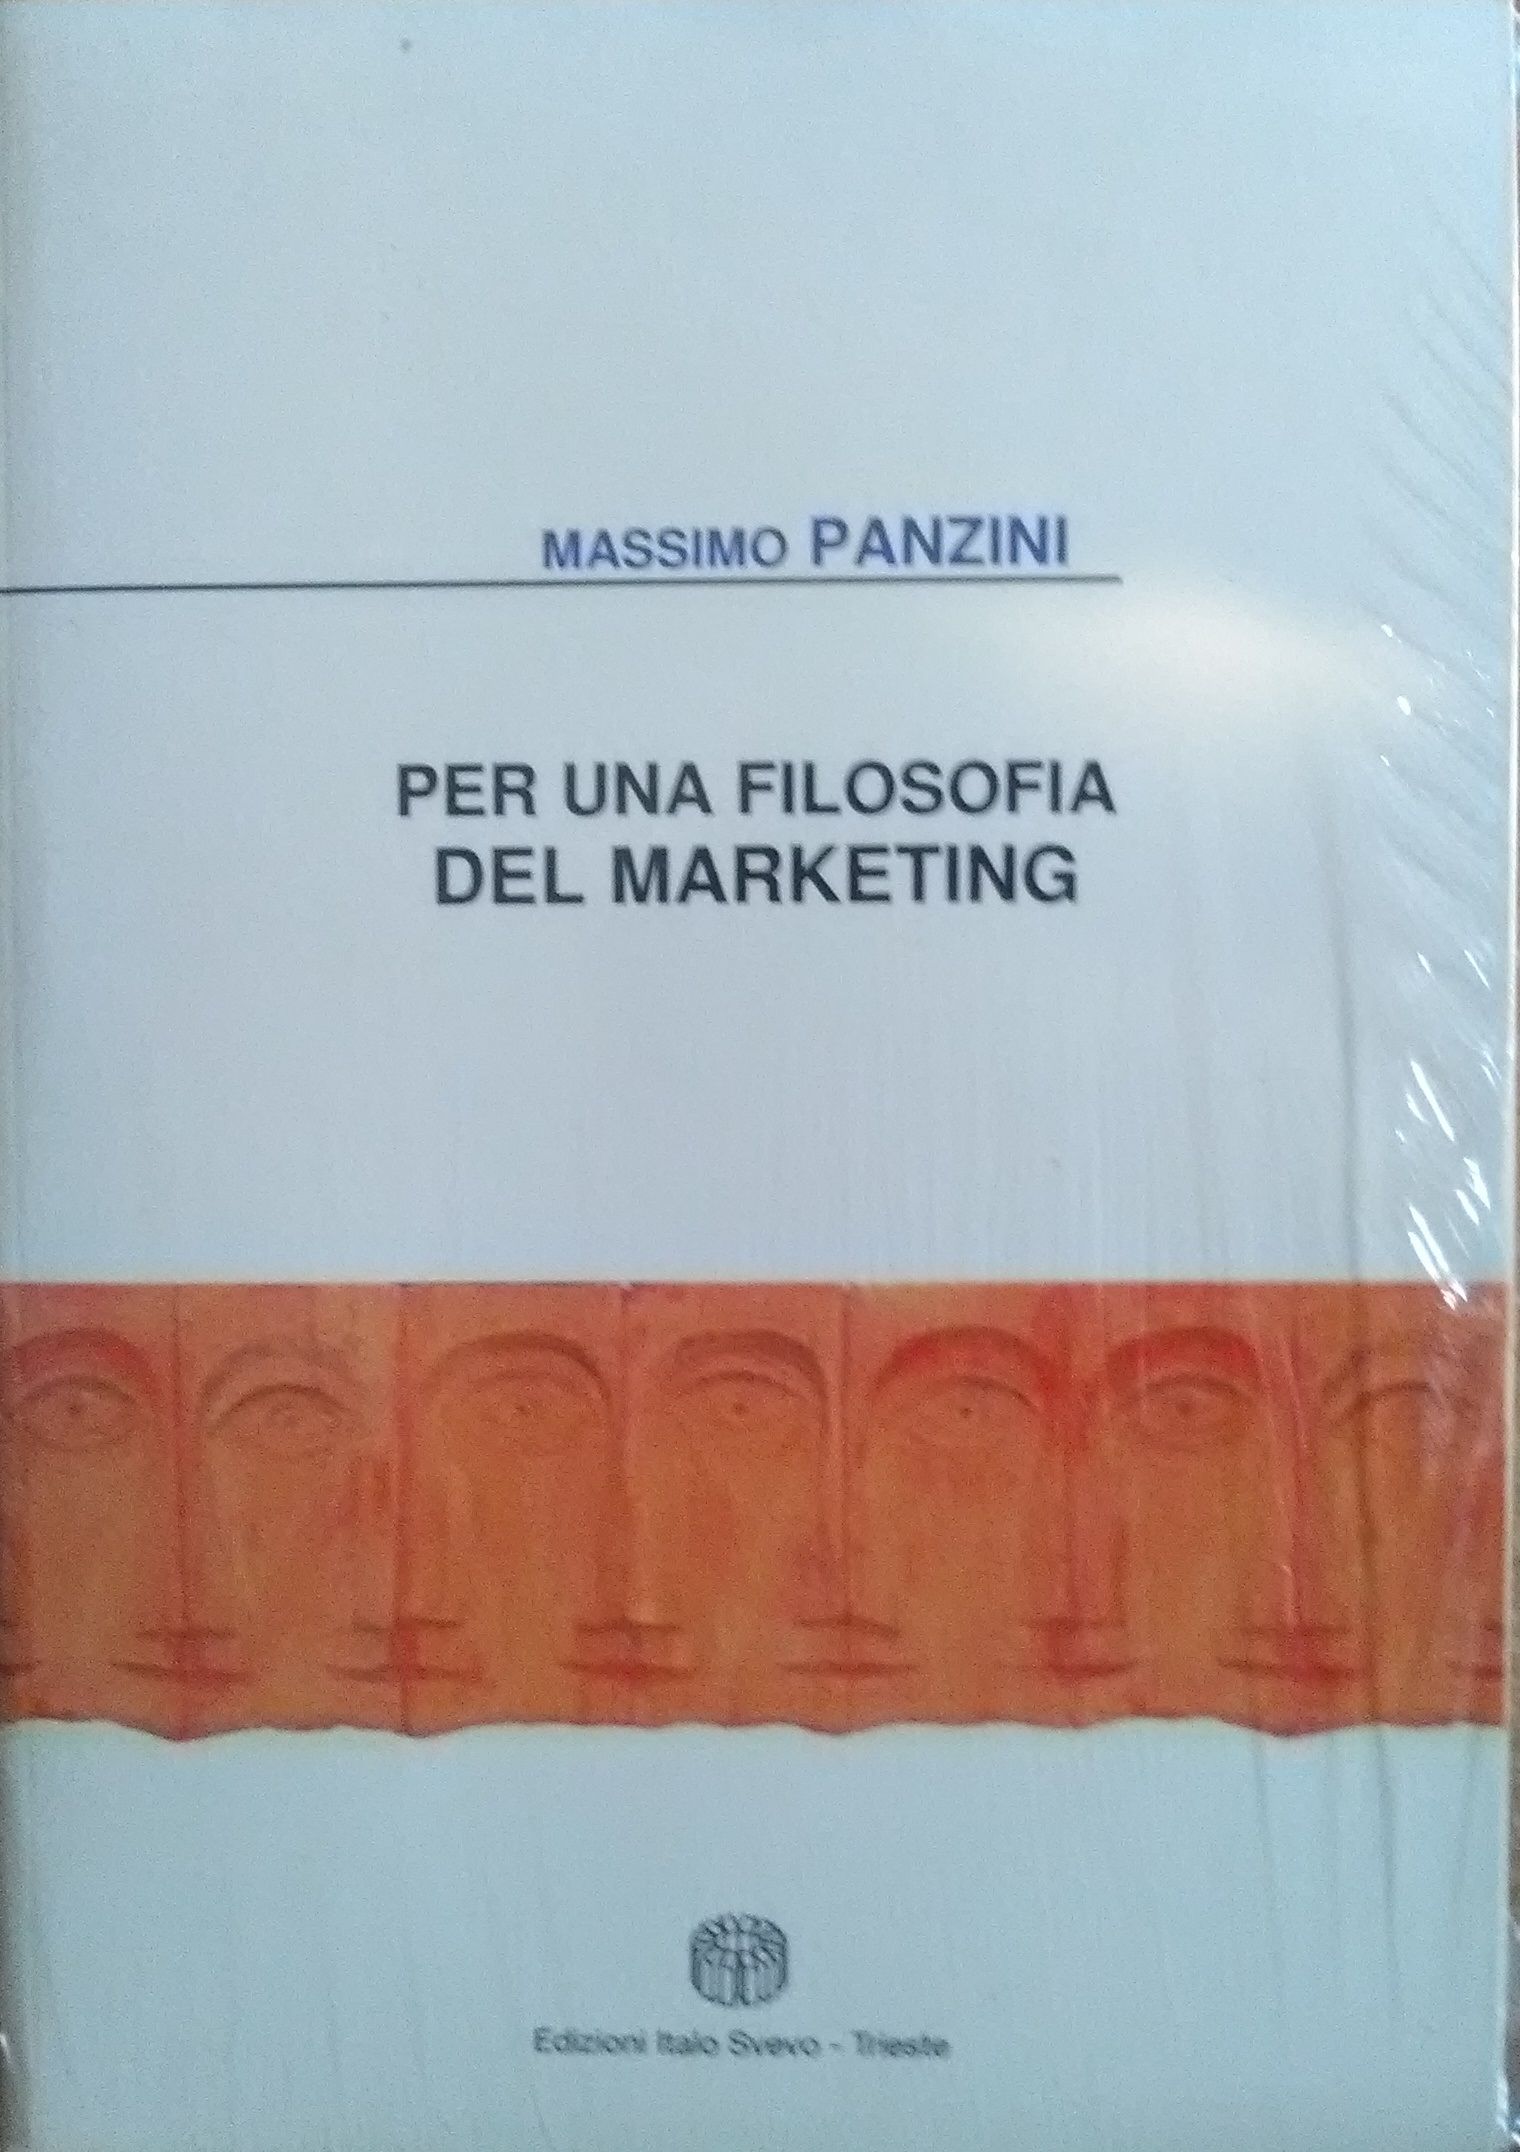 MASSIMO PANZINI
PER UNA FILOSOFIA
DEL MARKETING
Edizioni Italo Svevo - Trieste